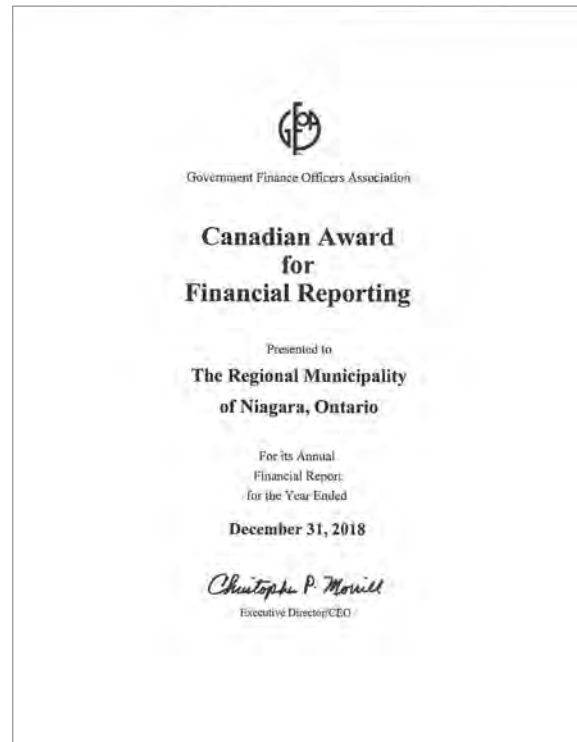 GFOA
Government Finance Officers Association
Canadian Award
for
Financial Reporting
Presented to
The Regional Municipality
of Niagara, Ontario
For its Annual
Financial Report
for the Year Ended
December 31, 2018
Christopher P. Morrill
Executive Director/CEO